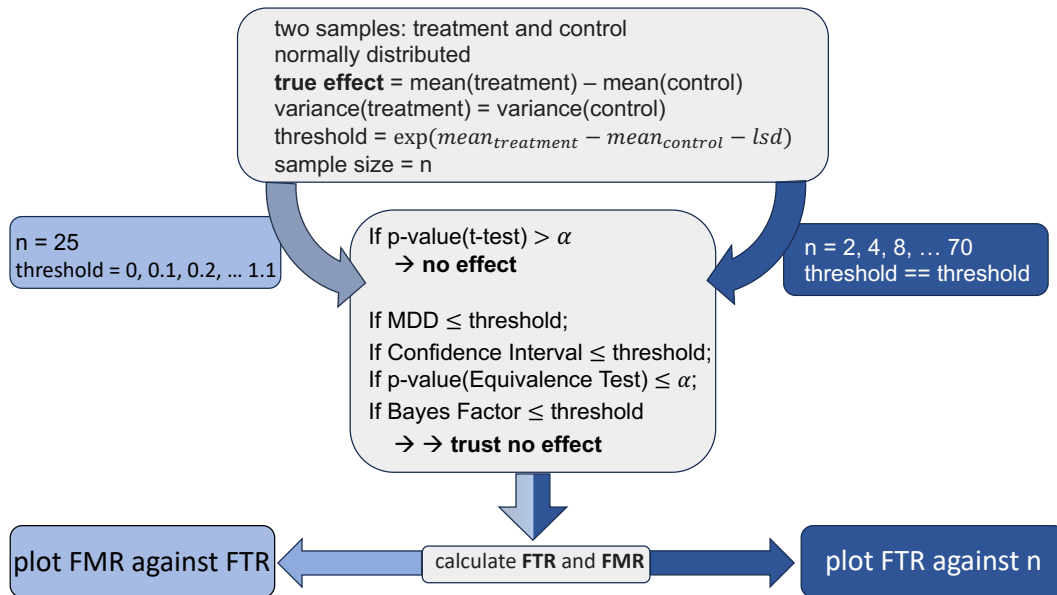 two samples: treatment and control
normally distributed
true effect = mean(treatment) – mean(control)
variance(treatment) = variance(control)
threshold = exp(mean_treatment − mean_control − lsd)
sample size = n
n = 25
threshold = 0, 0.1, 0.2, … 1.1
If p-value(t-test) > α
→ no effect
If MDD ≤ threshold;
If Confidence Interval ≤ threshold;
If p-value(Equivalence Test) ≤ α;
If Bayes Factor ≤ threshold
→ → trust no effect
n = 2, 4, 8, … 70
threshold == threshold
plot FMR against FTR
calculate FTR and FMR
plot FTR against n